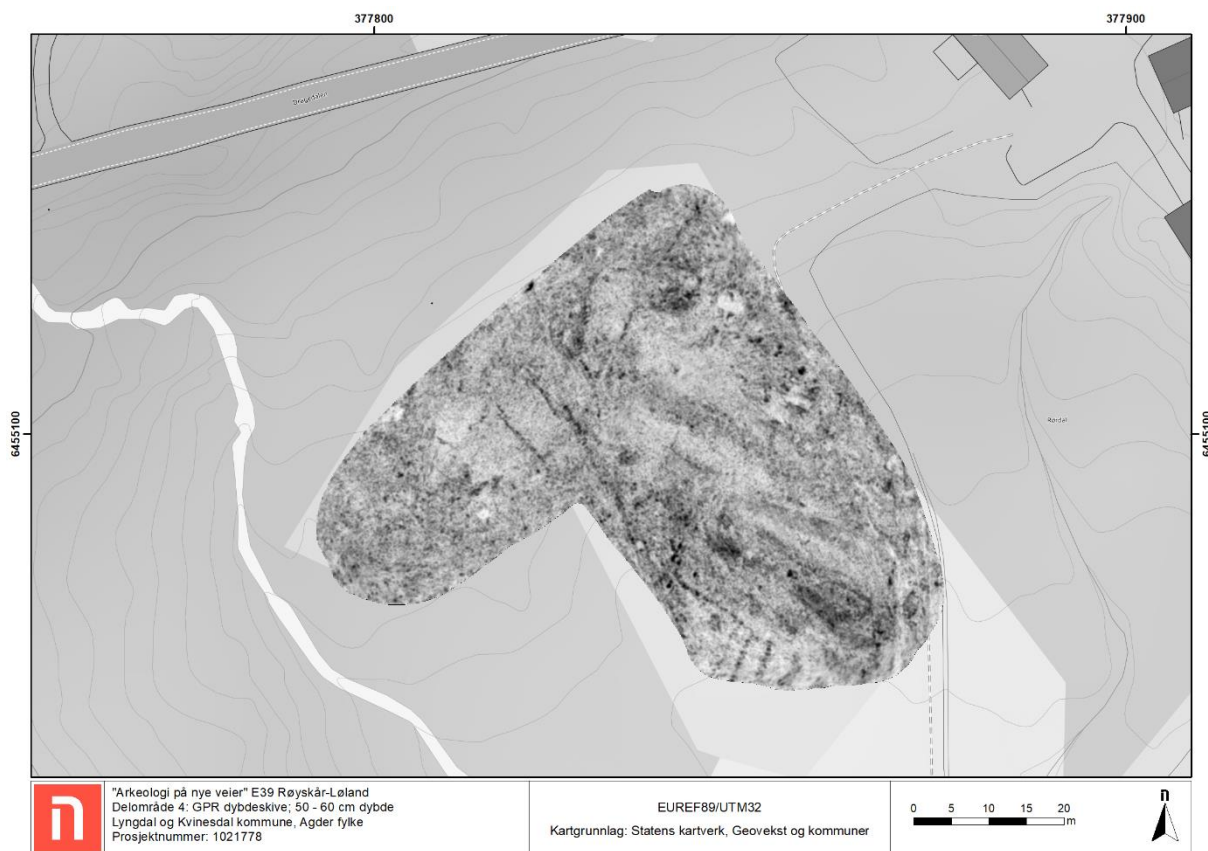 377800
377900
Drøgedalen
6455100
6455100
Rørdal
"Arkeologi på nye veier" E39 Røyskår-Løland
Delområde 4: GPR dybdeskive; 50 - 60 cm dybde
Lyngdal og Kvinesdal kommune, Agder fylke
Prosjektnummer: 1021778
EUREF89/UTM32
Kartgrunnlag: Statens kartverk, Geovekst og kommuner
0 5 10 15 20
m
n